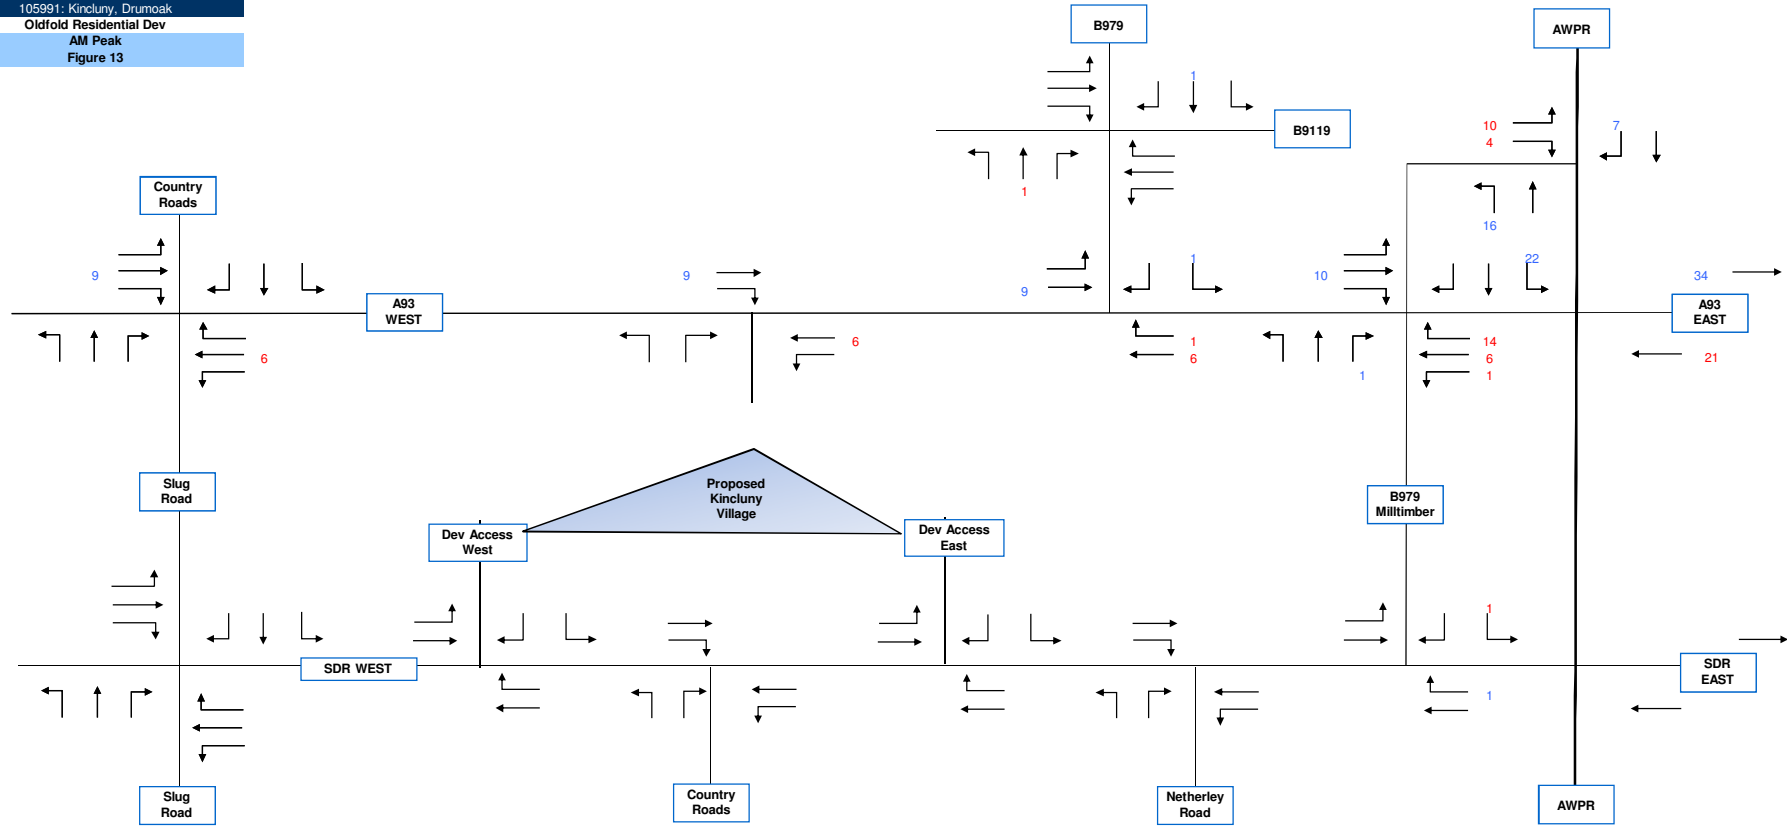 105991: Kincluny, Drumoak
Oldfold Residential Dev
AM Peak
Figure 13
B979
AWPR
1
B9119
10
4
7
Country
Roads
1
16
9
9
9
1
10
22
34
A93
WEST
A93
EAST
6
6
1
6
14
6
1
1
21
Slug
Road
Proposed
Kincluny
Village
B979
Milltimber
Dev Access
West
Dev Access
East
1
SDR WEST
SDR
EAST
1
Slug
Road
Country
Roads
Netherley
Road
AWPR